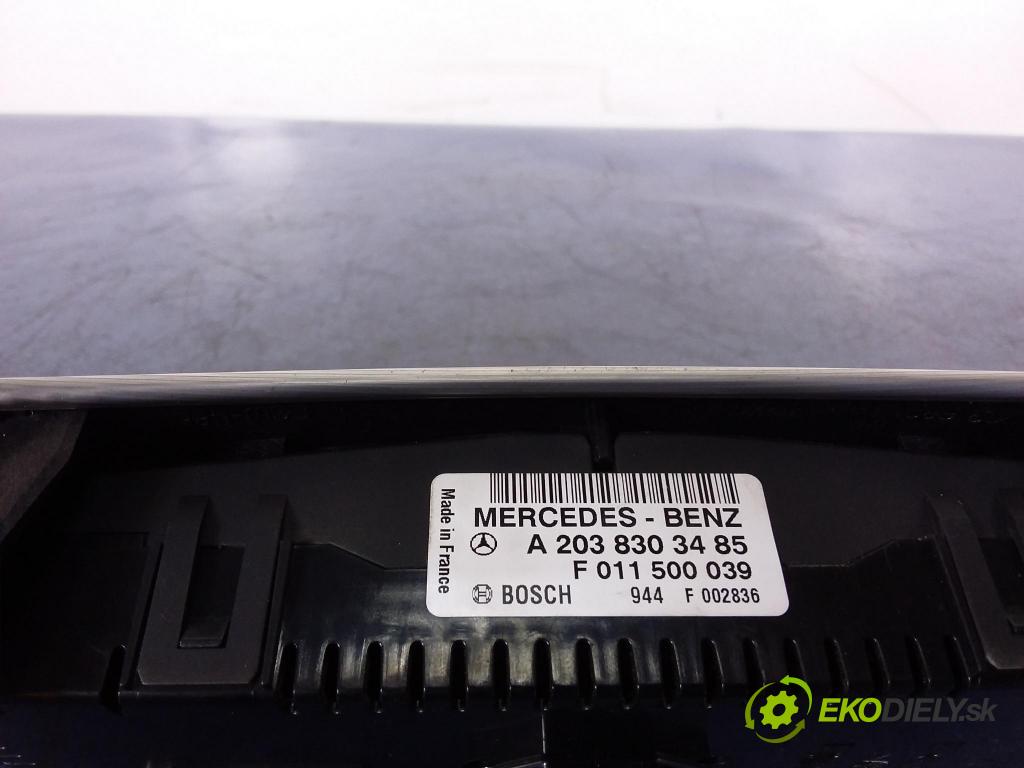 Made in France
MERCEDES - BENZ
A 203 830 34 85
F 011 500 039
BOSCH 944 F 002836
EKODIELY.sk